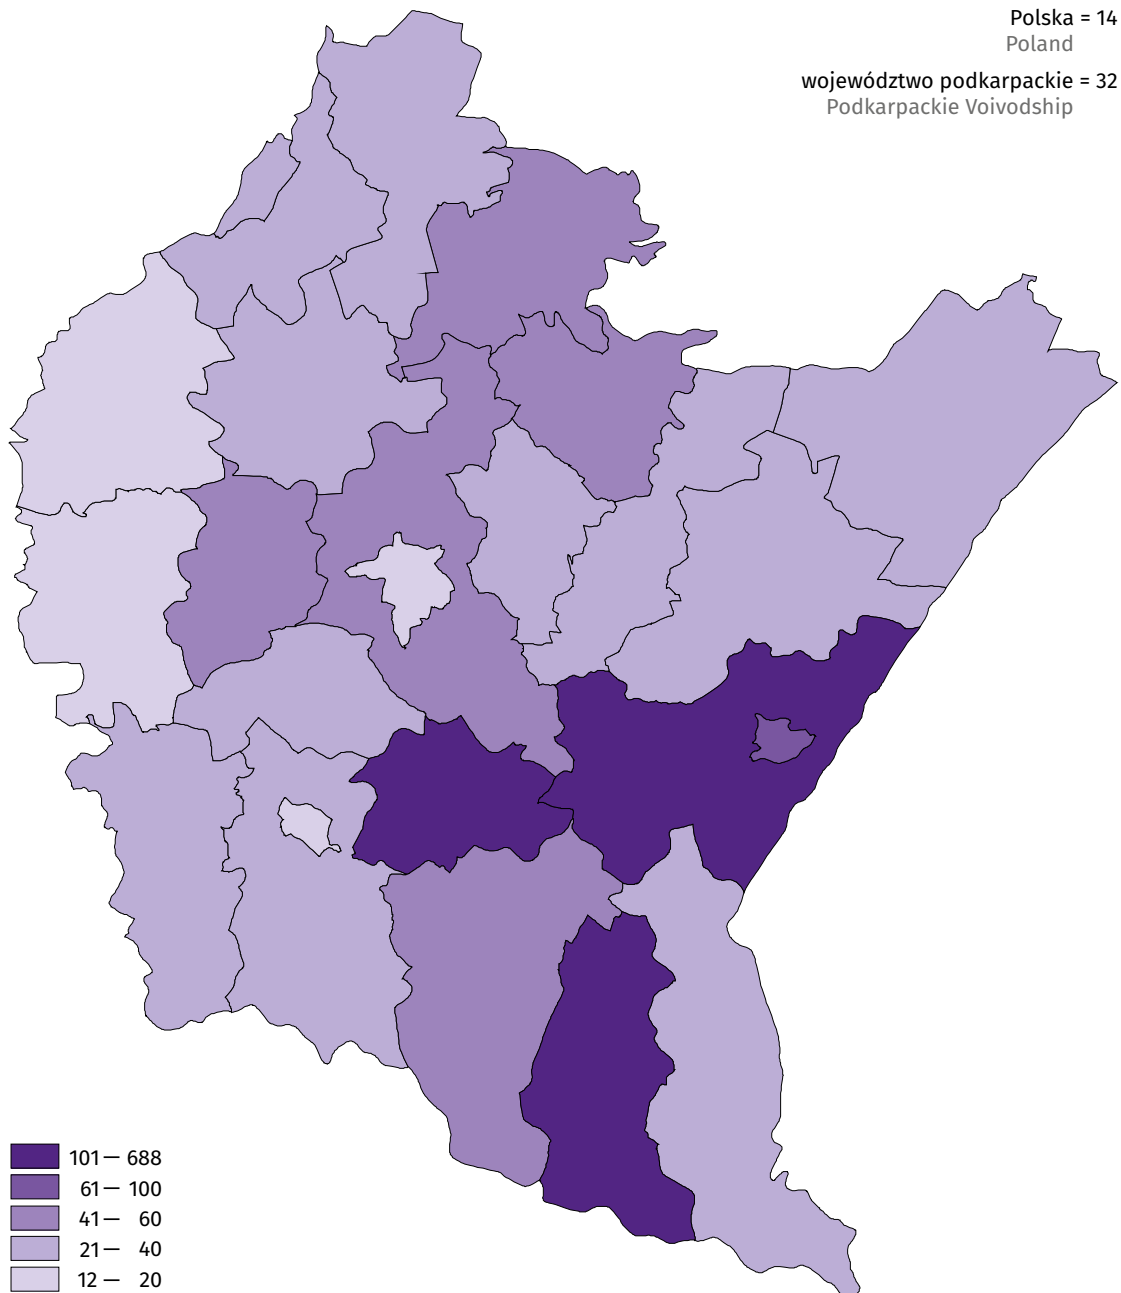 Polska = 14
Poland
województwo podkarpackie = 32
Podkarpackie Voivodship
101 — 688
61 — 100
41 — 60
21 — 40
12 — 20